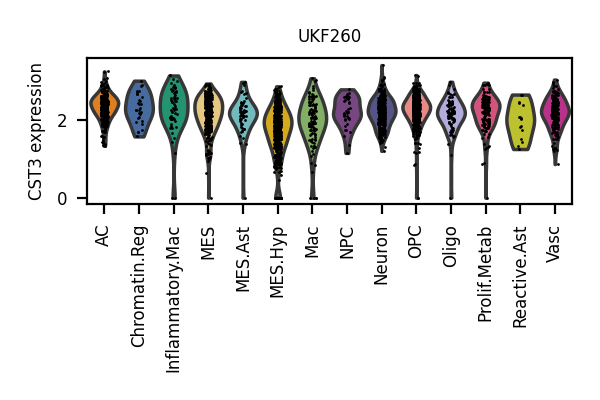 UKF260
CST3 expression
2
0
AC
Chromatin.Reg
Inflammatory.Mac
MES
MES.Ast
MES.Hyp
Mac
NPC
Neuron
OPC
Oligo
Prolif.Metab
Reactive.Ast
Vasc